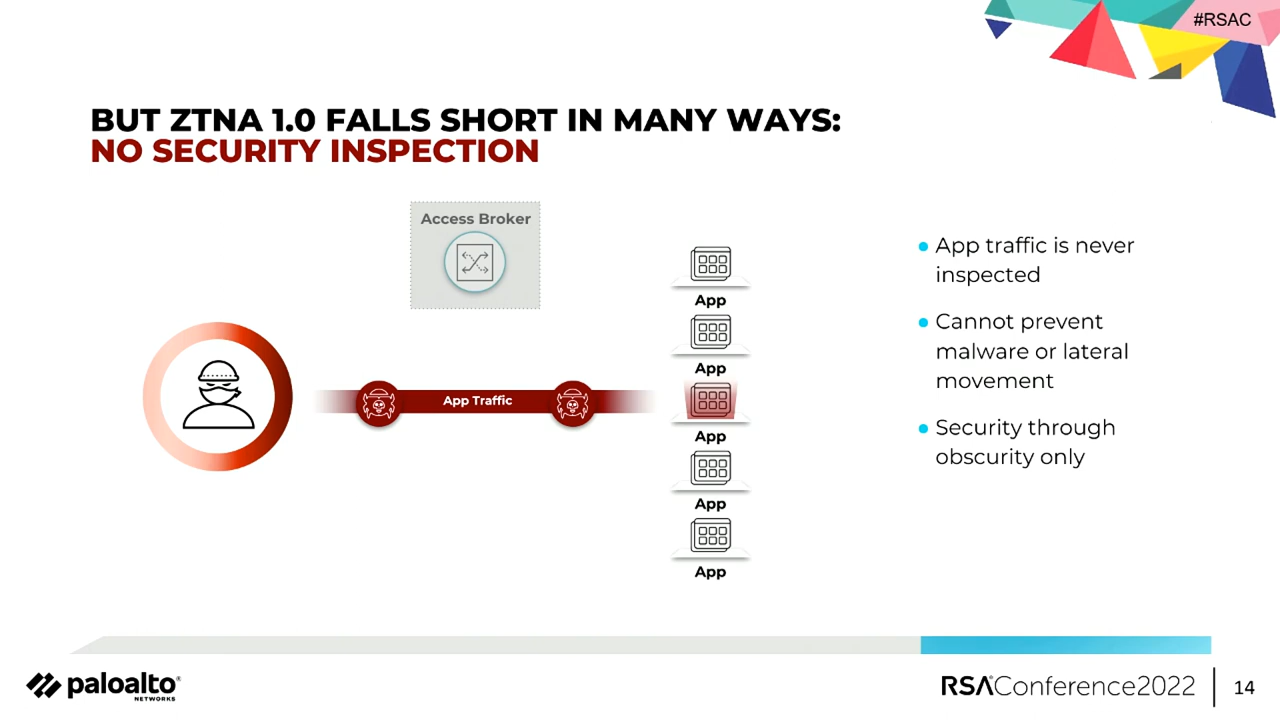 #RSAC
BUT ZTNA 1.0 FALLS SHORT IN MANY WAYS:
NO SECURITY INSPECTION
Access Broker
App Traffic
App
App
App
App
App
● App traffic is never
inspected
● Cannot prevent
malware or lateral
movement
● Security through
obscurity only
paloalto
NETWORKS
RSAConference2022
14